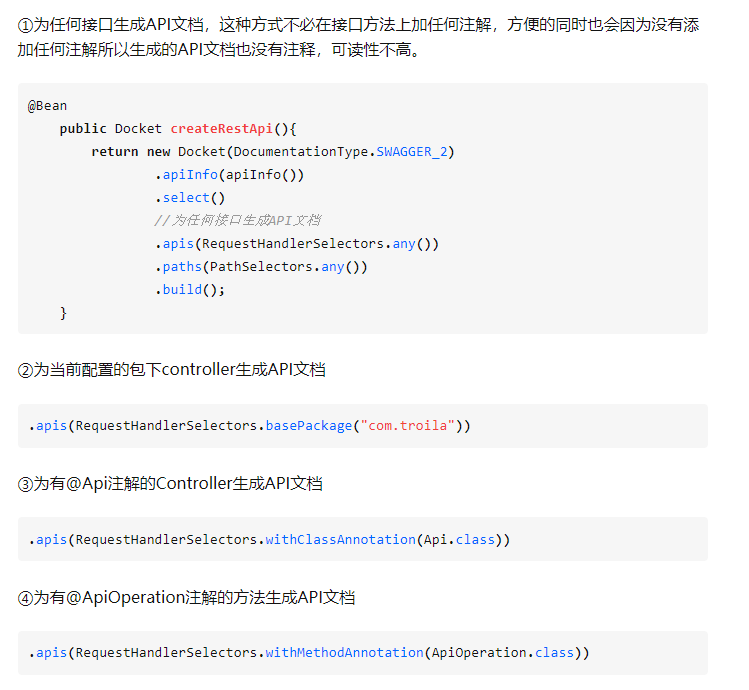 ①为任何接口生成API文档，这种方式不必在接口方法上加任何注解，方便的同时也会因为没有添
加任何注解所以生成的API文档也没有注释，可读性不高。
@Bean
    public Docket createRestApi(){
        return new Docket(DocumentationType.SWAGGER_2)
                .apiInfo(apiInfo())
                .select()
                //为任何接口生成API文档
                .apis(RequestHandlerSelectors.any())
                .paths(PathSelectors.any())
                .build();
    }
②为当前配置的包下controller生成API文档
.apis(RequestHandlerSelectors.basePackage("com.troila"))
③为有@Api注解的Controller生成API文档
.apis(RequestHandlerSelectors.withClassAnnotation(Api.class))
④为有@ApiOperation注解的方法生成API文档
.apis(RequestHandlerSelectors.withMethodAnnotation(ApiOperation.class))